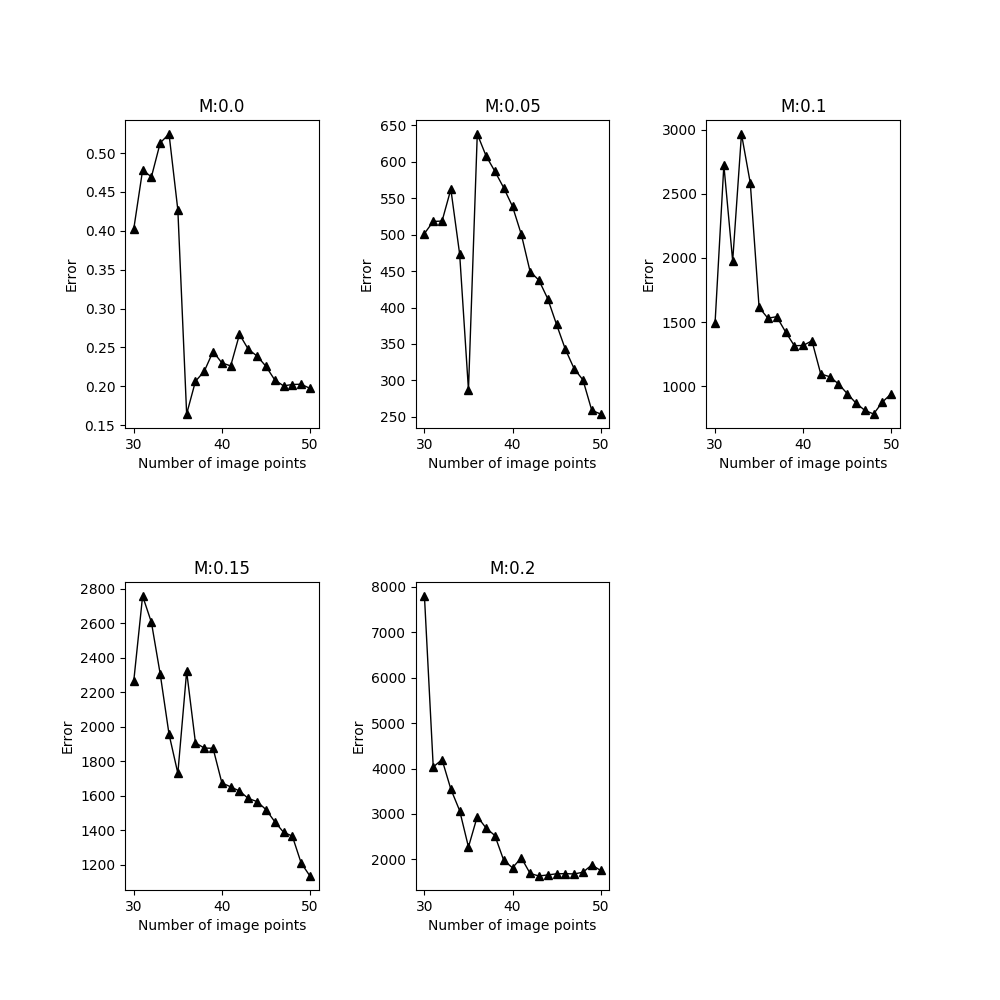 M:0.0
0.50
0.45
0.40
0.35
0.30
0.25
0.20
0.15
Error
30 40 50
Number of image points
M:0.05
650
600
550
500
450
400
350
300
250
Error
30 40 50
Number of image points
M:0.1
3000
2500
2000
1500
1000
Error
30 40 50
Number of image points
M:0.15
2800
2600
2400
2200
2000
1800
1600
1400
1200
Error
30 40 50
Number of image points
M:0.2
8000
7000
6000
5000
4000
3000
2000
Error
30 40 50
Number of image points